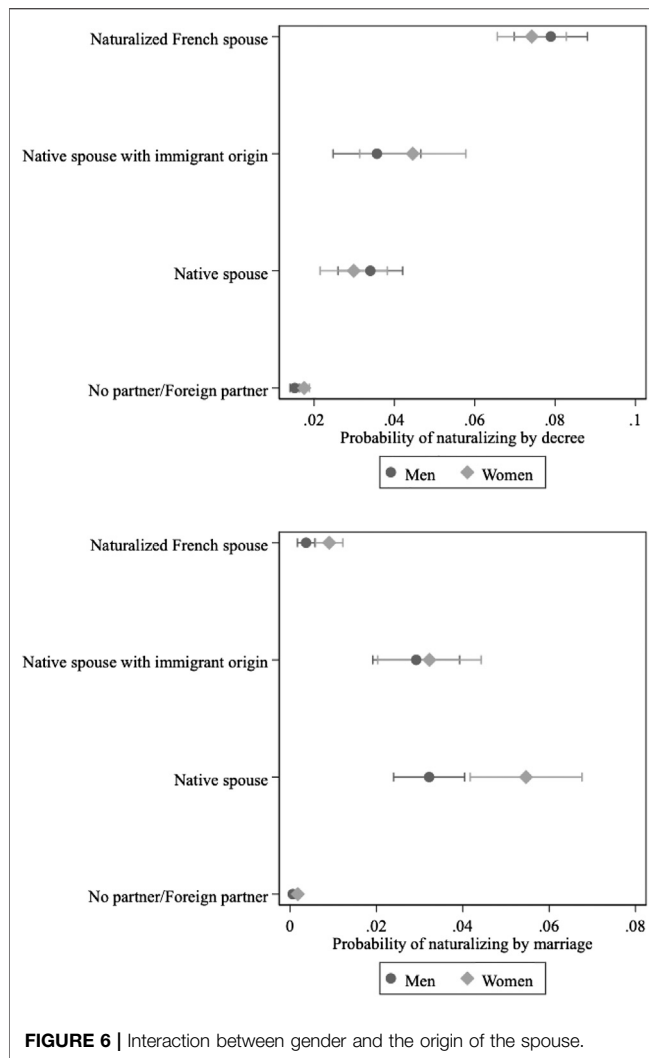 Naturalized French spouse
Native spouse with immigrant origin
Native spouse
No partner/Foreign partner
.02 .04 .06 .08 .1
Probability of naturalizing by decree
Men Women
Naturalized French spouse
Native spouse with immigrant origin
Native spouse
No partner/Foreign partner
0 .02 .04 .06 .08
Probability of naturalizing by marriage
Men Women
FIGURE 6 | Interaction between gender and the origin of the spouse.